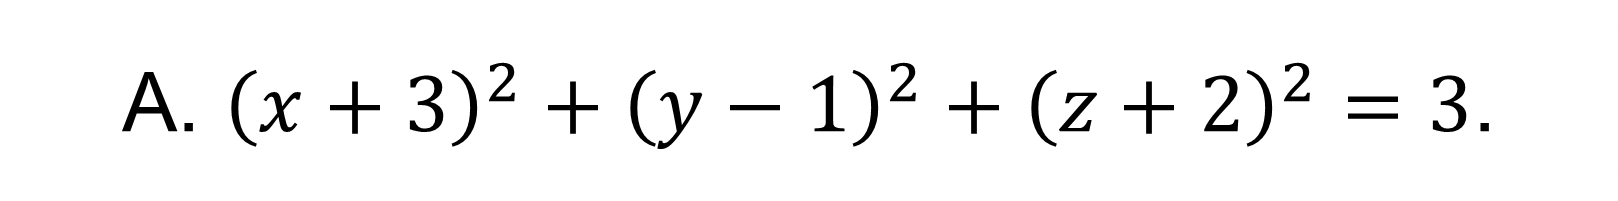 A. (x + 3)² + (y − 1)² + (z + 2)² = 3.